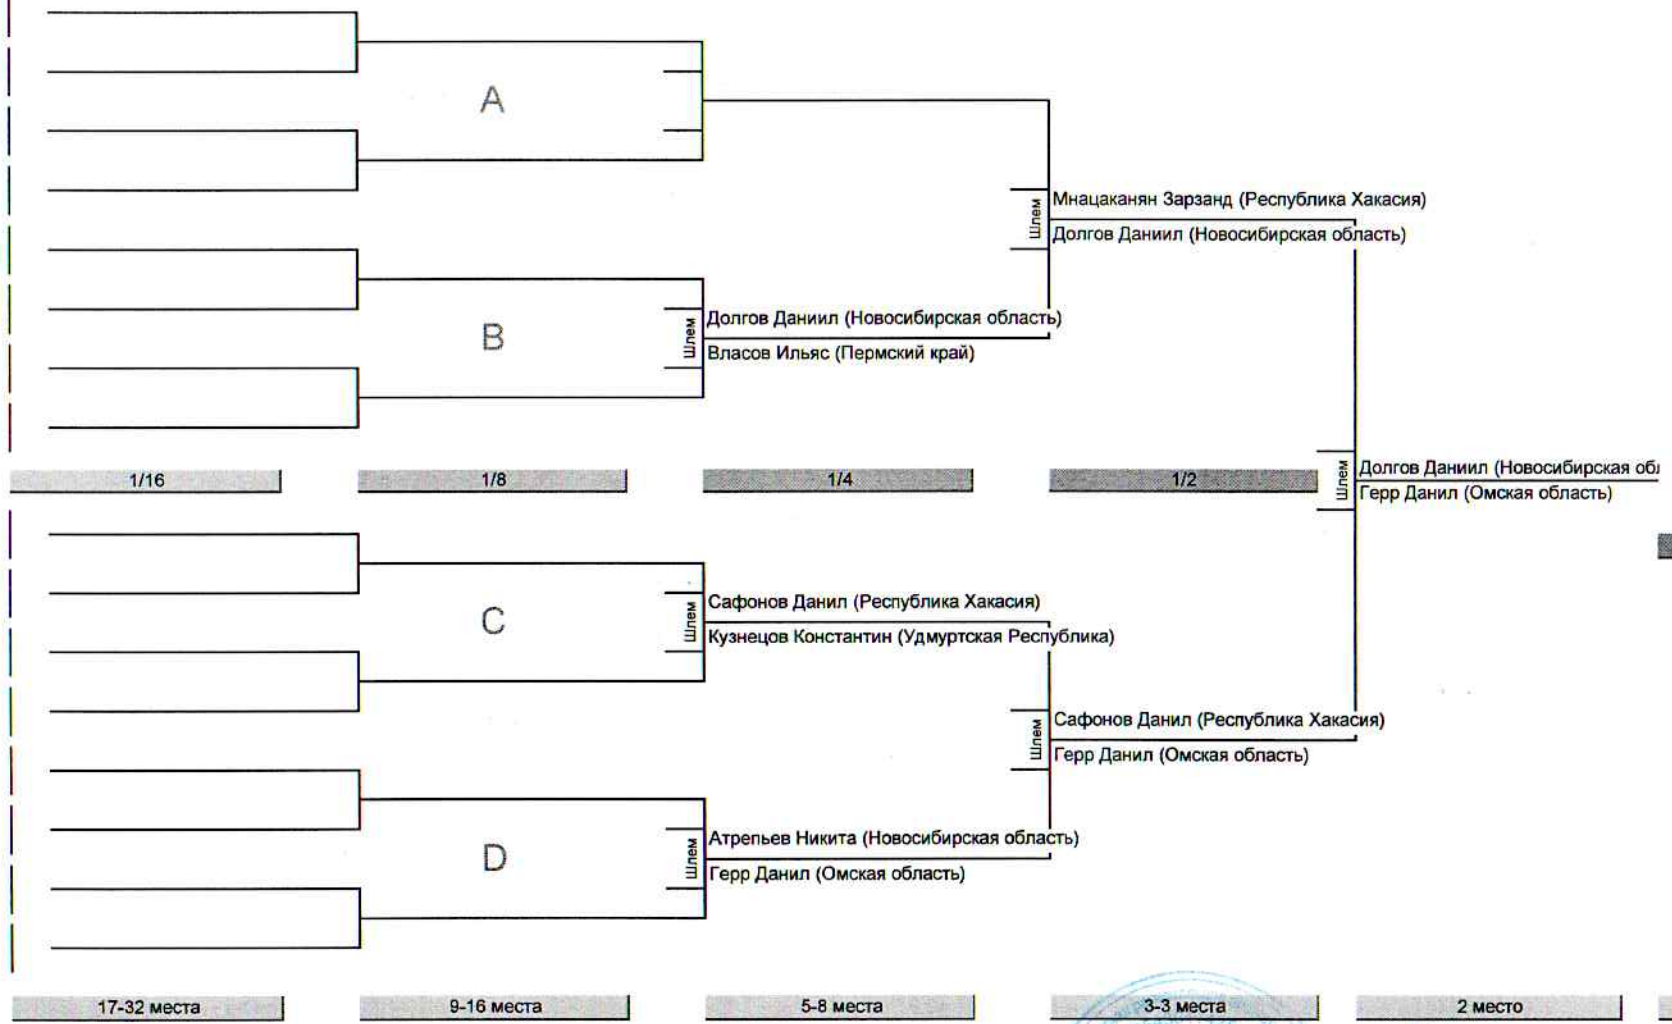 A
Мнацаканян Зарзанд (Республика Хакасия)
Шлем
Долгов Даниил (Новосибирская область)
B
Шлем
Долгов Даниил (Новосибирская область)
Власов Ильяс (Пермский край)
1/16
1/8
1/4
1/2
Шлем
Долгов Даниил (Новосибирская обл
Герр Данил (Омская область)
C
Шлем
Сафонов Данил (Республика Хакасия)
Кузнецов Константин (Удмуртская Республика)
Шлем
Сафонов Данил (Республика Хакасия)
Герр Данил (Омская область)
D
Шлем
Атрепьев Никита (Новосибирская область)
Герр Данил (Омская область)
17-32 места
9-16 места
5-8 места
3-3 места
2 место